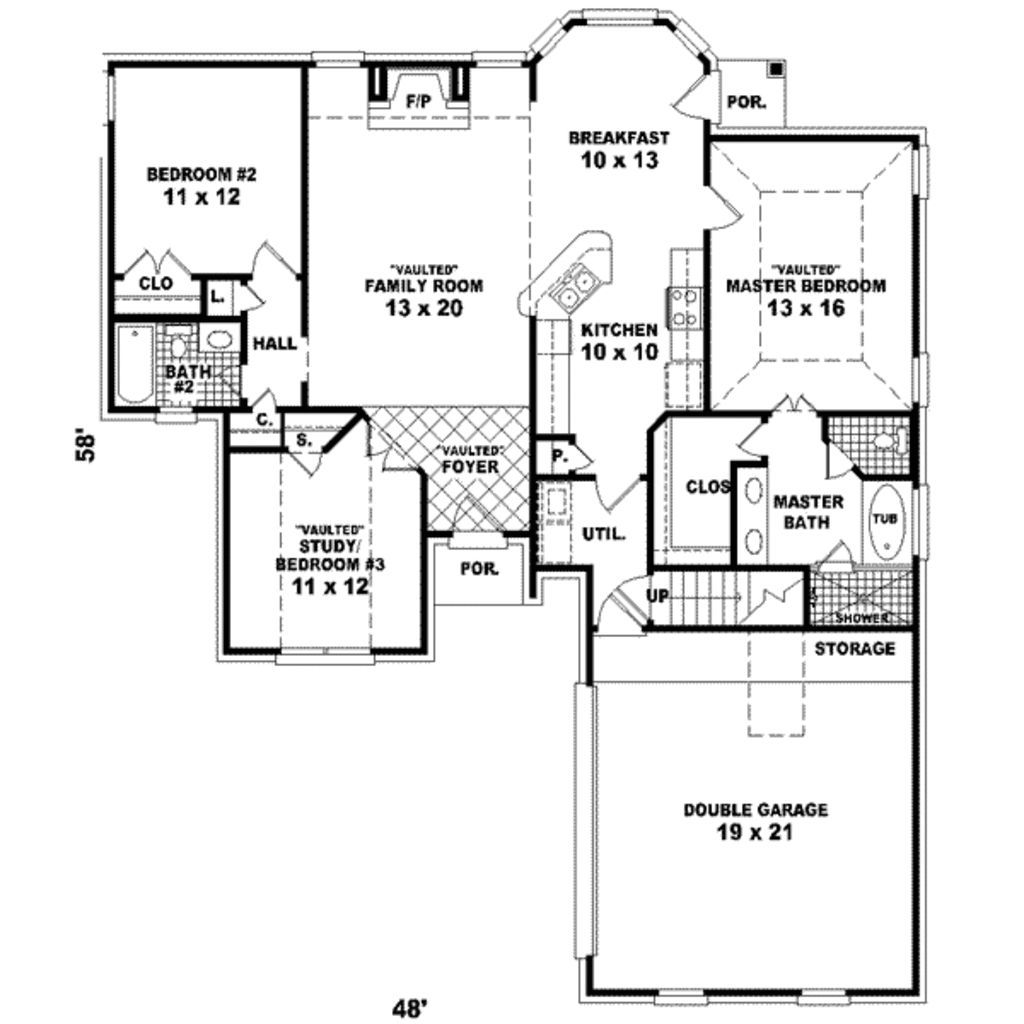 F/P
POR.
BREAKFAST
10 x 13
BEDROOM #2
11 x 12
"VAULTED"
FAMILY ROOM
13 x 20
"VAULTED"
MASTER BEDROOM
13 x 16
CLO
L.
KITCHEN
10 x 10
HALL
BATH
#2
C.
S.
58'
"VAULTED"
FOYER
P.
CLOS
MASTER
BATH
TUB
"VAULTED"
STUDY/
BEDROOM #3
11 x 12
UTIL.
POR.
UP
SHOWER
STORAGE
DOUBLE GARAGE
19 x 21
48'